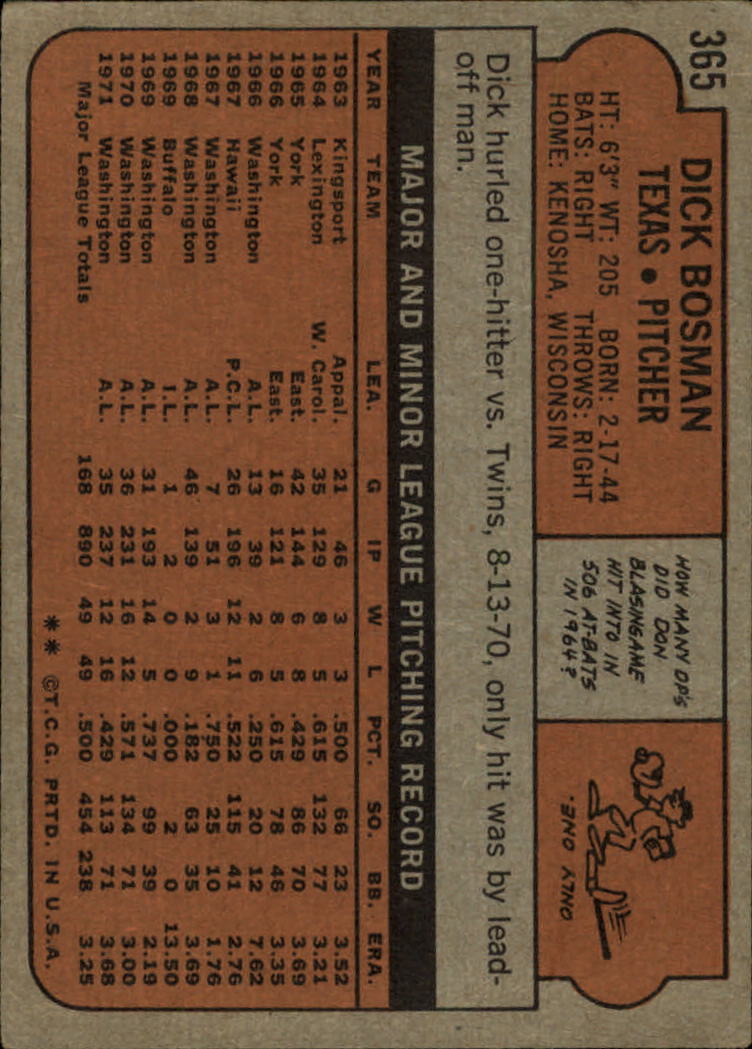 365
DICK BOSMAN
TEXAS • PITCHER
HT: 6'3" WT: 205 BORN: 2-17-44
BATS: RIGHT THROWS: RIGHT
HOME: KENOSHA, WISCONSIN
HOW MANY DP'S
DID DON
BLASINGAME
HIT INTO IN
506 AT-BATS
IN 1964?
ONLY ONE.
Dick hurled one-hitter vs. Twins, 8-13-70, only hit was by lead-
off man.
MAJOR AND MINOR LEAGUE PITCHING RECORD
YEAR TEAM LEA. G IP W L PCT. SO. BB. ERA.
1963 Kingsport Appal. 21 46 3 3 .500 66 23 3.52
1964 Lexington W. Carol. 35 129 8 5 .615 132 77 3.21
1965 York East. 42 144 6 8 .429 86 70 3.69
1966 York East. 16 121 8 5 .615 78 46 3.35
1966 Washington A.L. 13 39 2 6 .250 20 12 7.62
1967 Hawaii P.C.L. 26 196 12 11 .522 115 41 2.76
1967 Washington A.L. 7 51 3 1 .750 25 10 1.76
1968 Washington A.L. 46 139 2 9 .182 63 35 3.69
1969 Buffalo I.L. 1 2 0 0 .000 2 0 13.50
1969 Washington A.L. 31 193 14 5 .737 99 39 2.19
1970 Washington A.L. 36 231 16 12 .571 134 71 3.00
1971 Washington A.L. 35 237 12 16 .429 113 71 3.68
Major League Totals 168 890 49 49 .500 454 238 3.25
** ©T.C.G. PRTD. IN U.S.A.